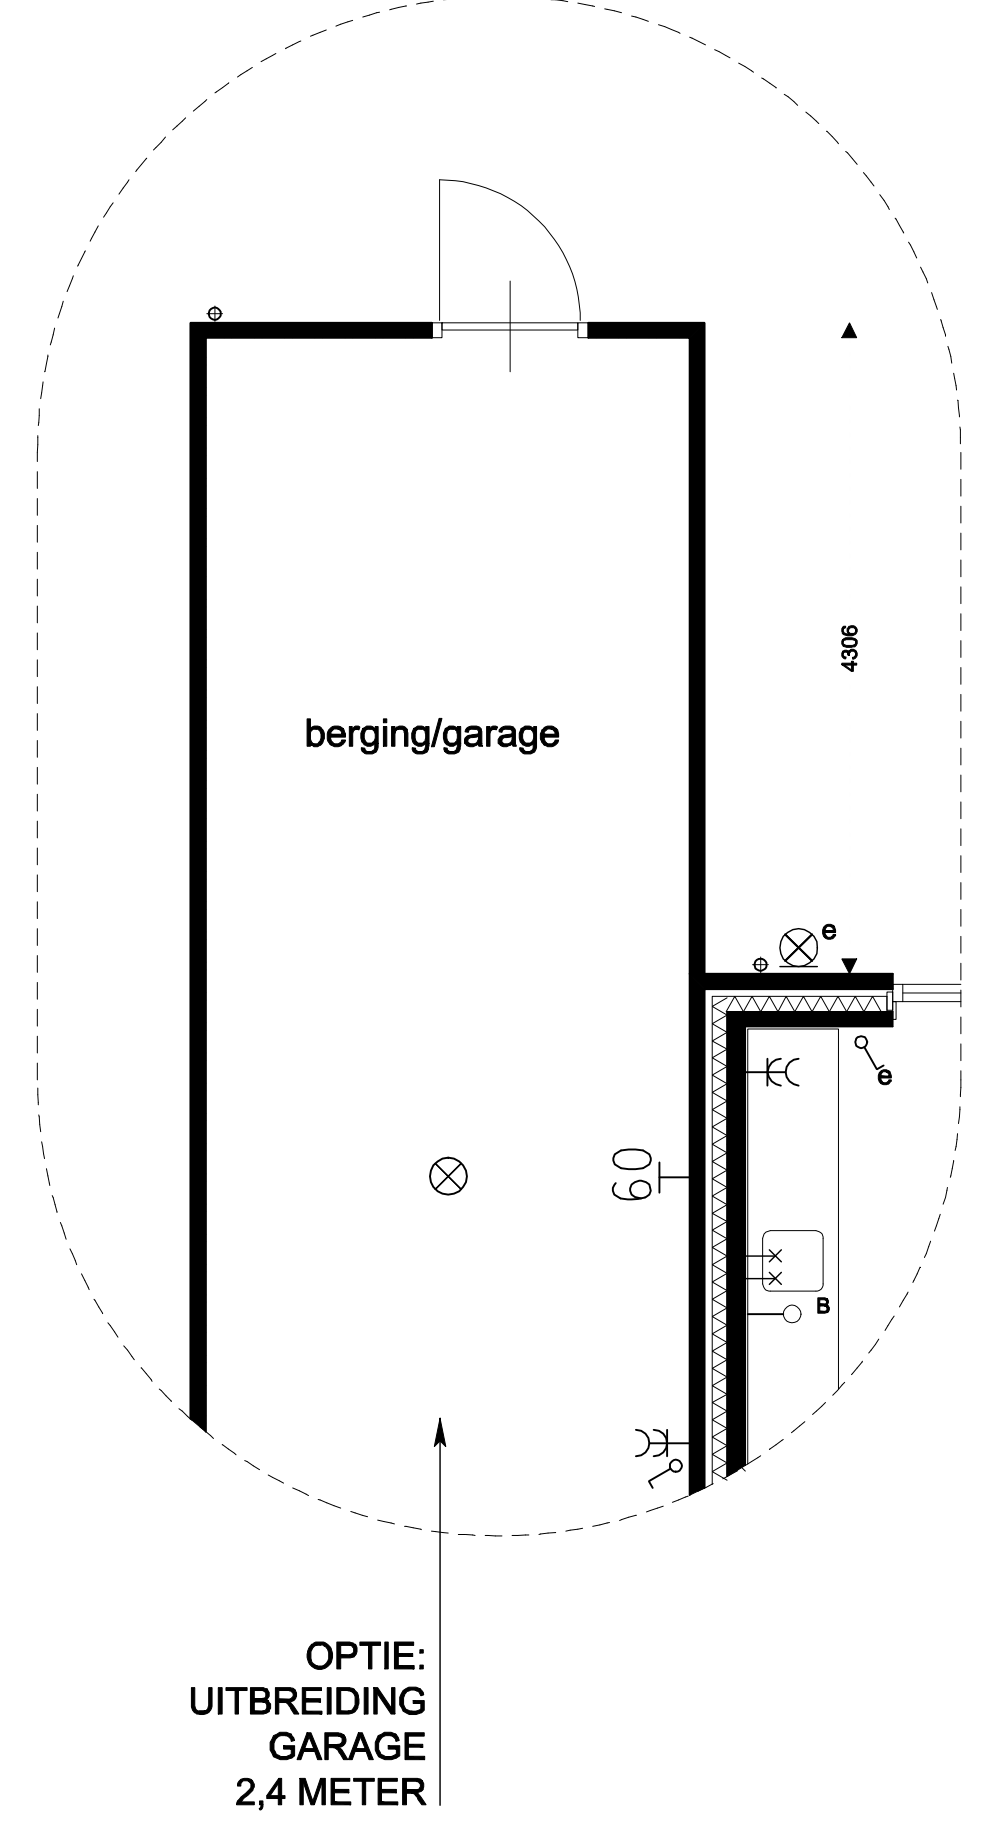 4306
berging/garage
e
e
60
B
OPTIE:
UITBREIDING
GARAGE
2,4 METER